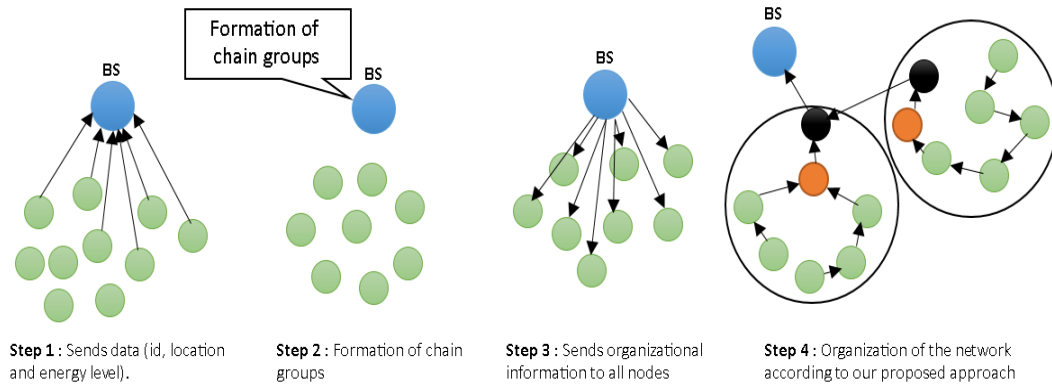 Formation of
chain groups
BS
BS
BS
BS
Step 1 : Sends data (id, location
and energy level).
Step 2 : Formation of chain
groups
Step 3 : Sends organizational
information to all nodes
Step 4 : Organization of the network
according to our proposed approach